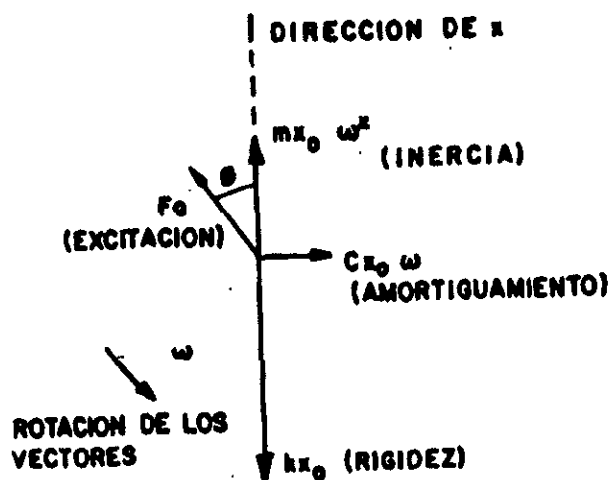 DIRECCION DE x
mx₀ ω²
(INERCIA)
θ
F₀
(EXCITACION)
Cx₀ ω
(AMORTIGUAMIENTO)
ω
ROTACION DE LOS
VECTORES
kx₀ (RIGIDEZ)